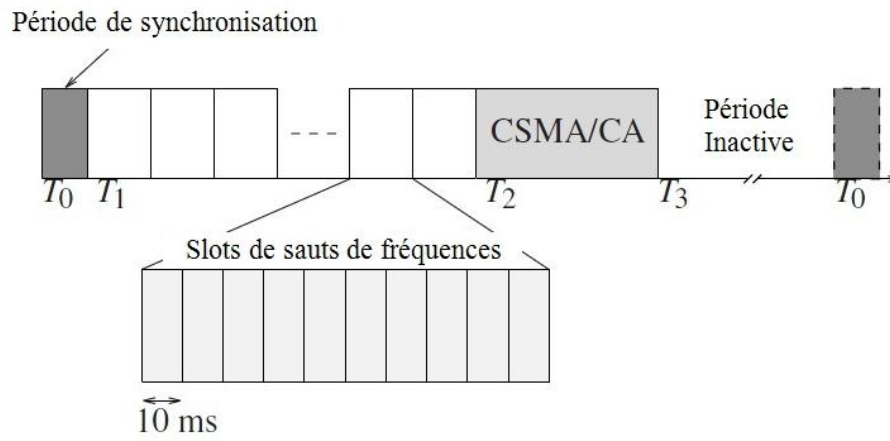 Période de synchronisation
CSMA/CA
Période
Inactive
T0
T1
T2
T3
T0
Slots de sauts de fréquences
10 ms